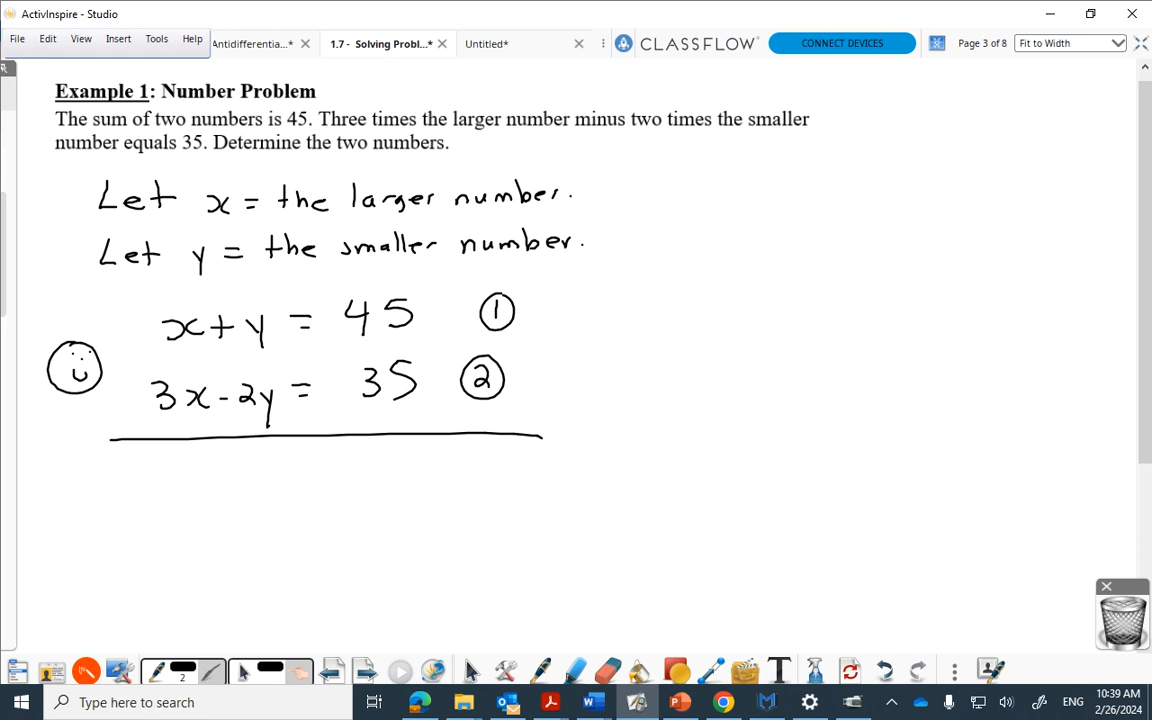 ActivInspire - Studio
File Edit View Insert Tools Help
Antidifferentia...* 1.7 - Solving Probl...* Untitled*
CLASSFLOW CONNECT DEVICES Page 3 of 8 Fit to Width
Example 1: Number Problem
The sum of two numbers is 45. Three times the larger number minus two times the smaller
number equals 35. Determine the two numbers.
Let x = the larger number.
Let y = the smaller number.
x+y = 45 ①
3x-2y = 35 ②
2
T
Type here to search
ENG
10:39 AM
2/26/2024